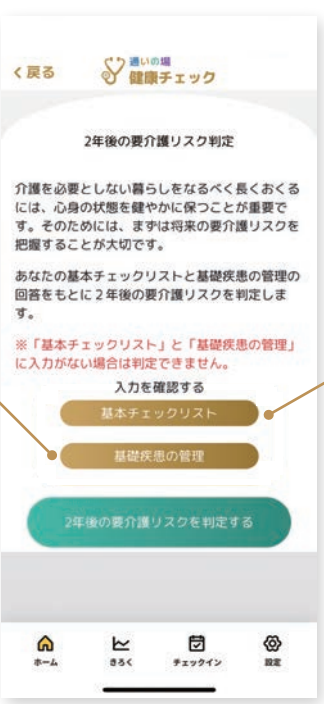 く戻る
通いの場
健康チェック
2年後の要介護リスク判定
介護を必要としない暮らしをなるべく長くおくる
には、心身の状態を健やかに保つことが重要で
す。そのためには、まずは将来の要介護リスクを
把握することが大切です。
あなたの基本チェックリストと基礎疾患の管理の
回答をもとに２年後の要介護リスクを判定しま
す。
※「基本チェックリスト」と「基礎疾患の管理」
に入力がない場合は判定できません。
入力を確認する
基本チェックリスト
基礎疾患の管理
2年後の要介護リスクを判定する
ホーム
きろく
チェックイン
設定